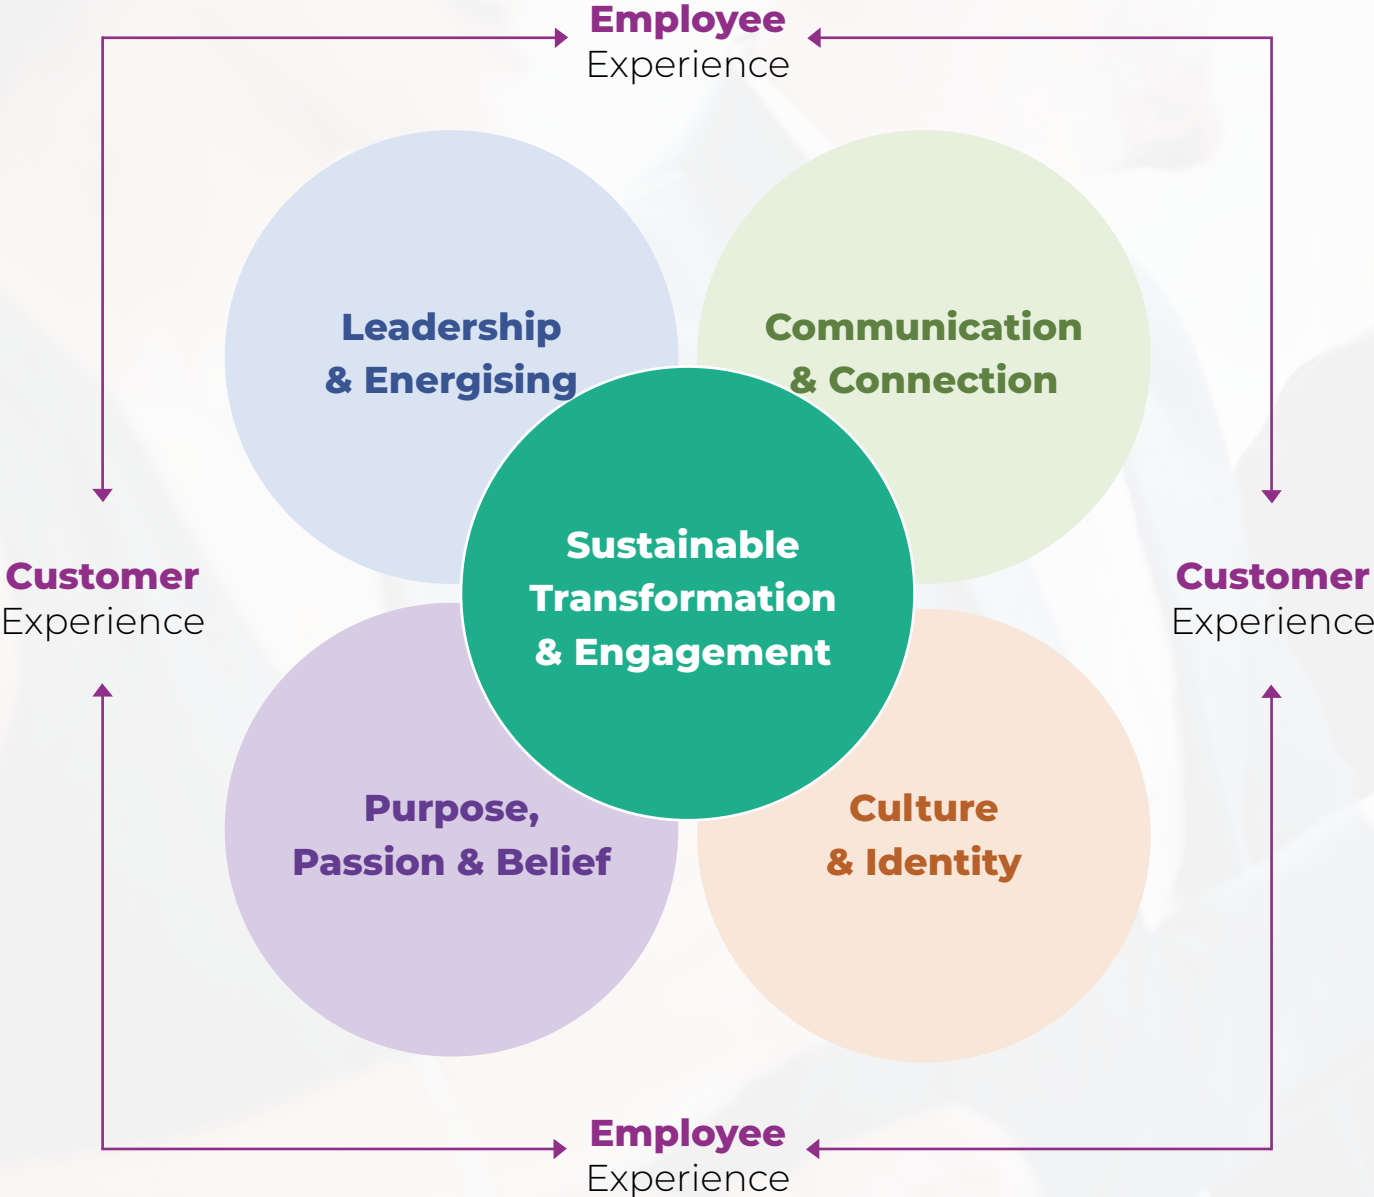 Employee
Experience
Leadership
& Energising
Communication
& Connection
Sustainable
Transformation
& Engagement
Customer
Experience
Customer
Experience
Purpose,
Passion & Belief
Culture
& Identity
Employee
Experience